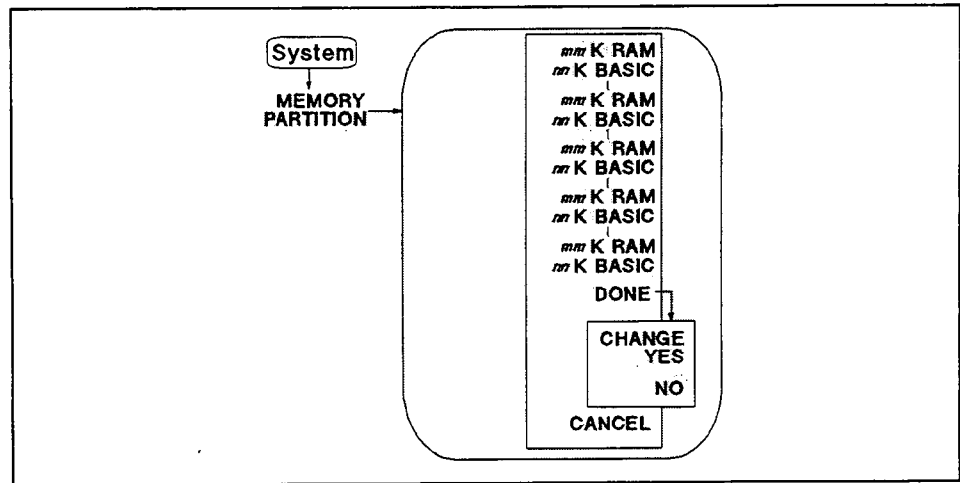 System
MEMORY
PARTITION
mm K RAM
nn K BASIC
mm K RAM
nn K BASIC
mm K RAM
nn K BASIC
mm K RAM
nn K BASIC
mm K RAM
nn K BASIC
DONE
CHANGE
YES
NO
CANCEL